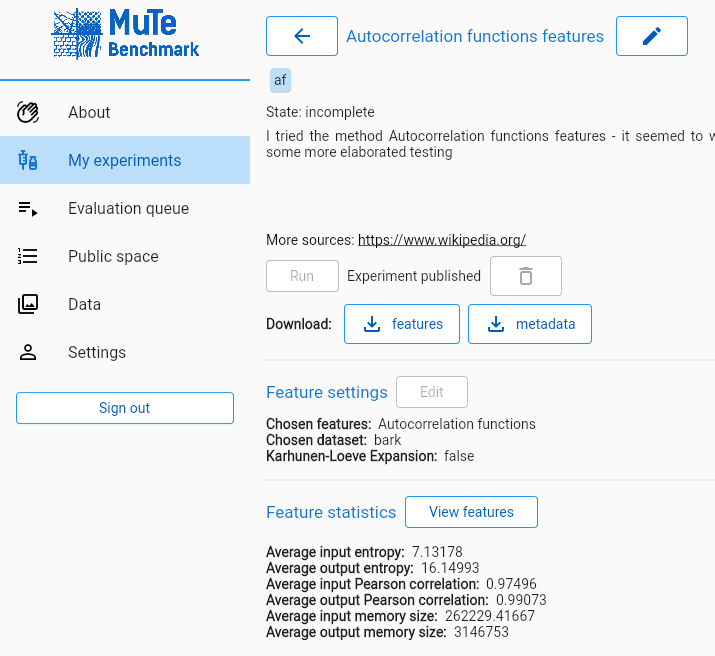 MuTe
Benchmark
About
My experiments
Evaluation queue
Public space
Data
Settings
Sign out
Autocorrelation functions features
af
State: incomplete
I tried the method Autocorrelation functions features - it seemed to
some more elaborated testing
More sources: https://www.wikipedia.org/
Run Experiment published
Download: features metadata
Feature settings Edit
Chosen features: Autocorrelation functions
Chosen dataset: bark
Karhunen-Loeve Expansion: false
Feature statistics View features
Average input entropy: 7.13178
Average output entropy: 16.14993
Average input Pearson correlation: 0.97496
Average output Pearson correlation: 0.99073
Average input memory size: 262229.41667
Average output memory size: 3146753